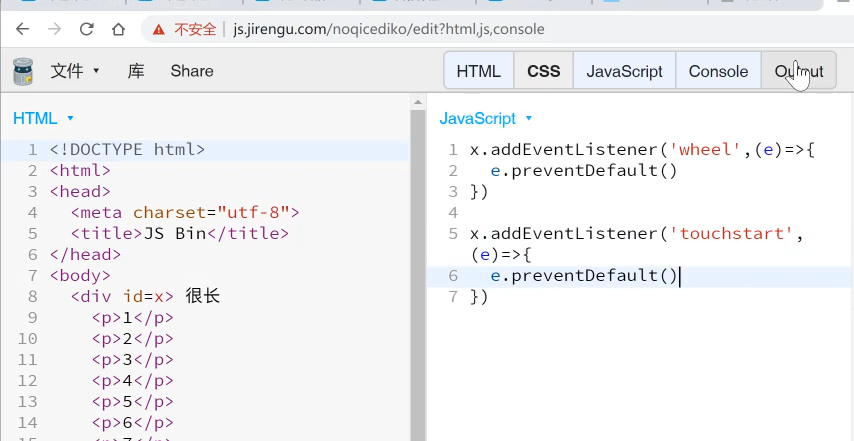 不安全 js.jirengu.com/noqicediko/edit?html,js,console
文件 库 Share HTML CSS JavaScript Console Output
HTML
1 <!DOCTYPE html>
2 <html>
3 <head>
4 <meta charset="utf-8">
5 <title>JS Bin</title>
6 </head>
7 <body>
8 <div id=x> 很长
9 <p>1</p>
10 <p>2</p>
11 <p>3</p>
12 <p>4</p>
13 <p>5</p>
14 <p>6</p>
JavaScript
1 x.addEventListener('wheel',(e)=>{
2 e.preventDefault()
3 })
4
5 x.addEventListener('touchstart',
(e)=>{
6 e.preventDefault()
7 })